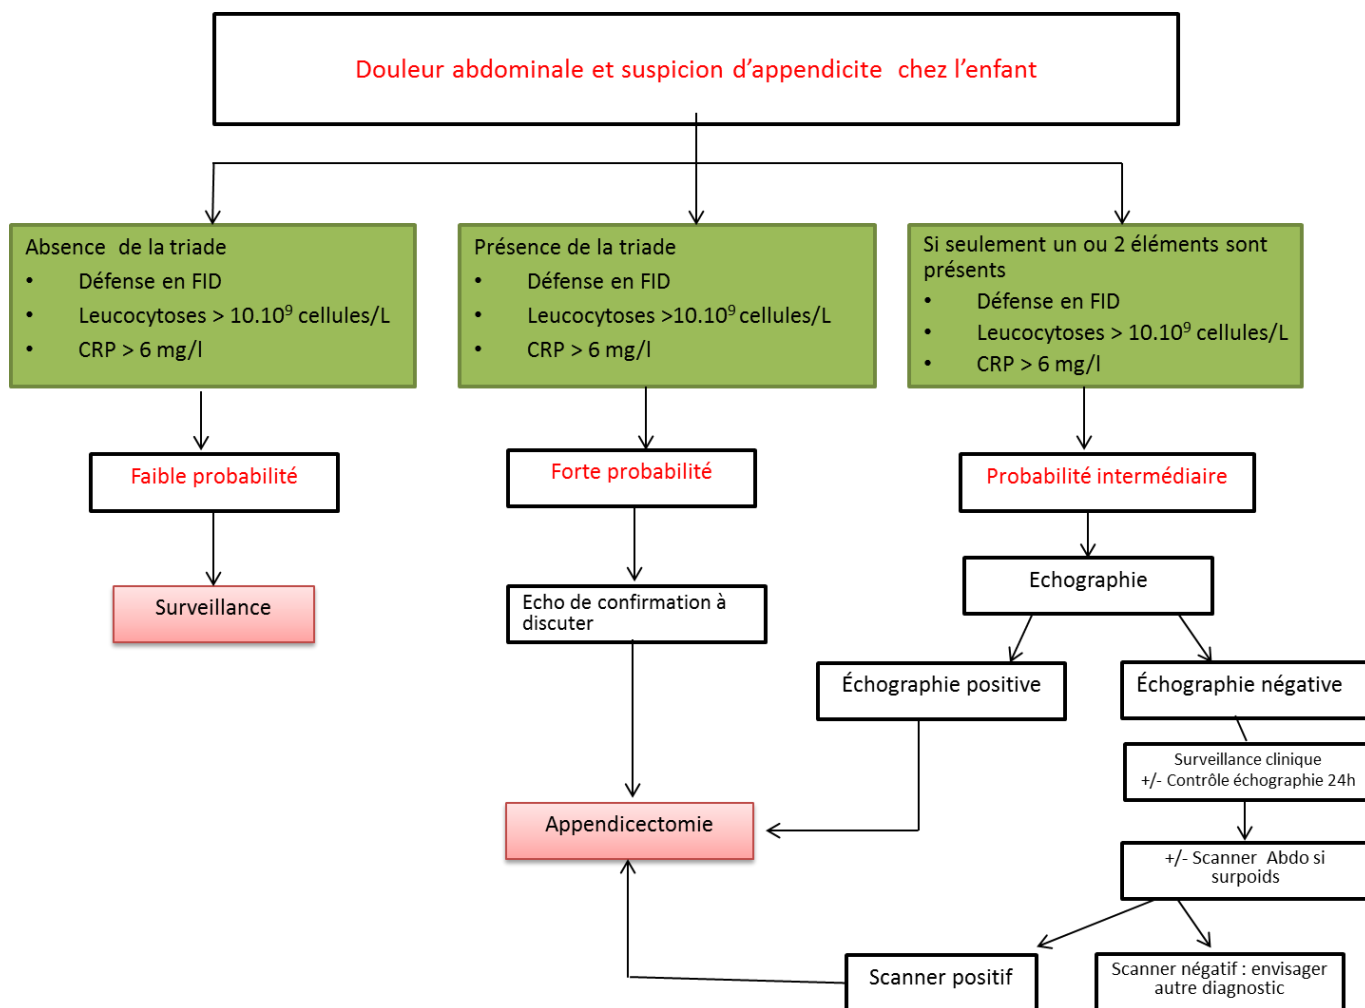 Douleur abdominale et suspicion d’appendicite chez l’enfant
Absence de la triade
• Défense en FID
• Leucocytoses > 10.10⁹ cellules/L
• CRP > 6 mg/l
Présence de la triade
• Défense en FID
• Leucocytoses >10.10⁹ cellules/L
• CRP > 6 mg/l
Si seulement un ou 2 éléments sont
présents
• Défense en FID
• Leucocytoses > 10.10⁹ cellules/L
• CRP > 6 mg/l
Faible probabilité
Forte probabilité
Probabilité intermédiaire
Surveillance
Echo de confirmation à
discuter
Echographie
Échographie positive
Échographie négative
Surveillance clinique
+/- Contrôle échographie 24h
Appendicectomie
+/- Scanner Abdo si
surpoids
Scanner positif
Scanner négatif : envisager
autre diagnostic